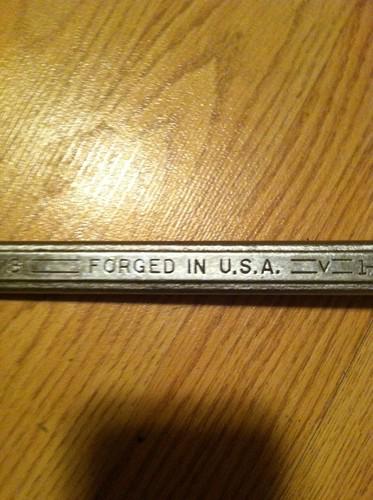 FORGED IN U.S.A. =V=